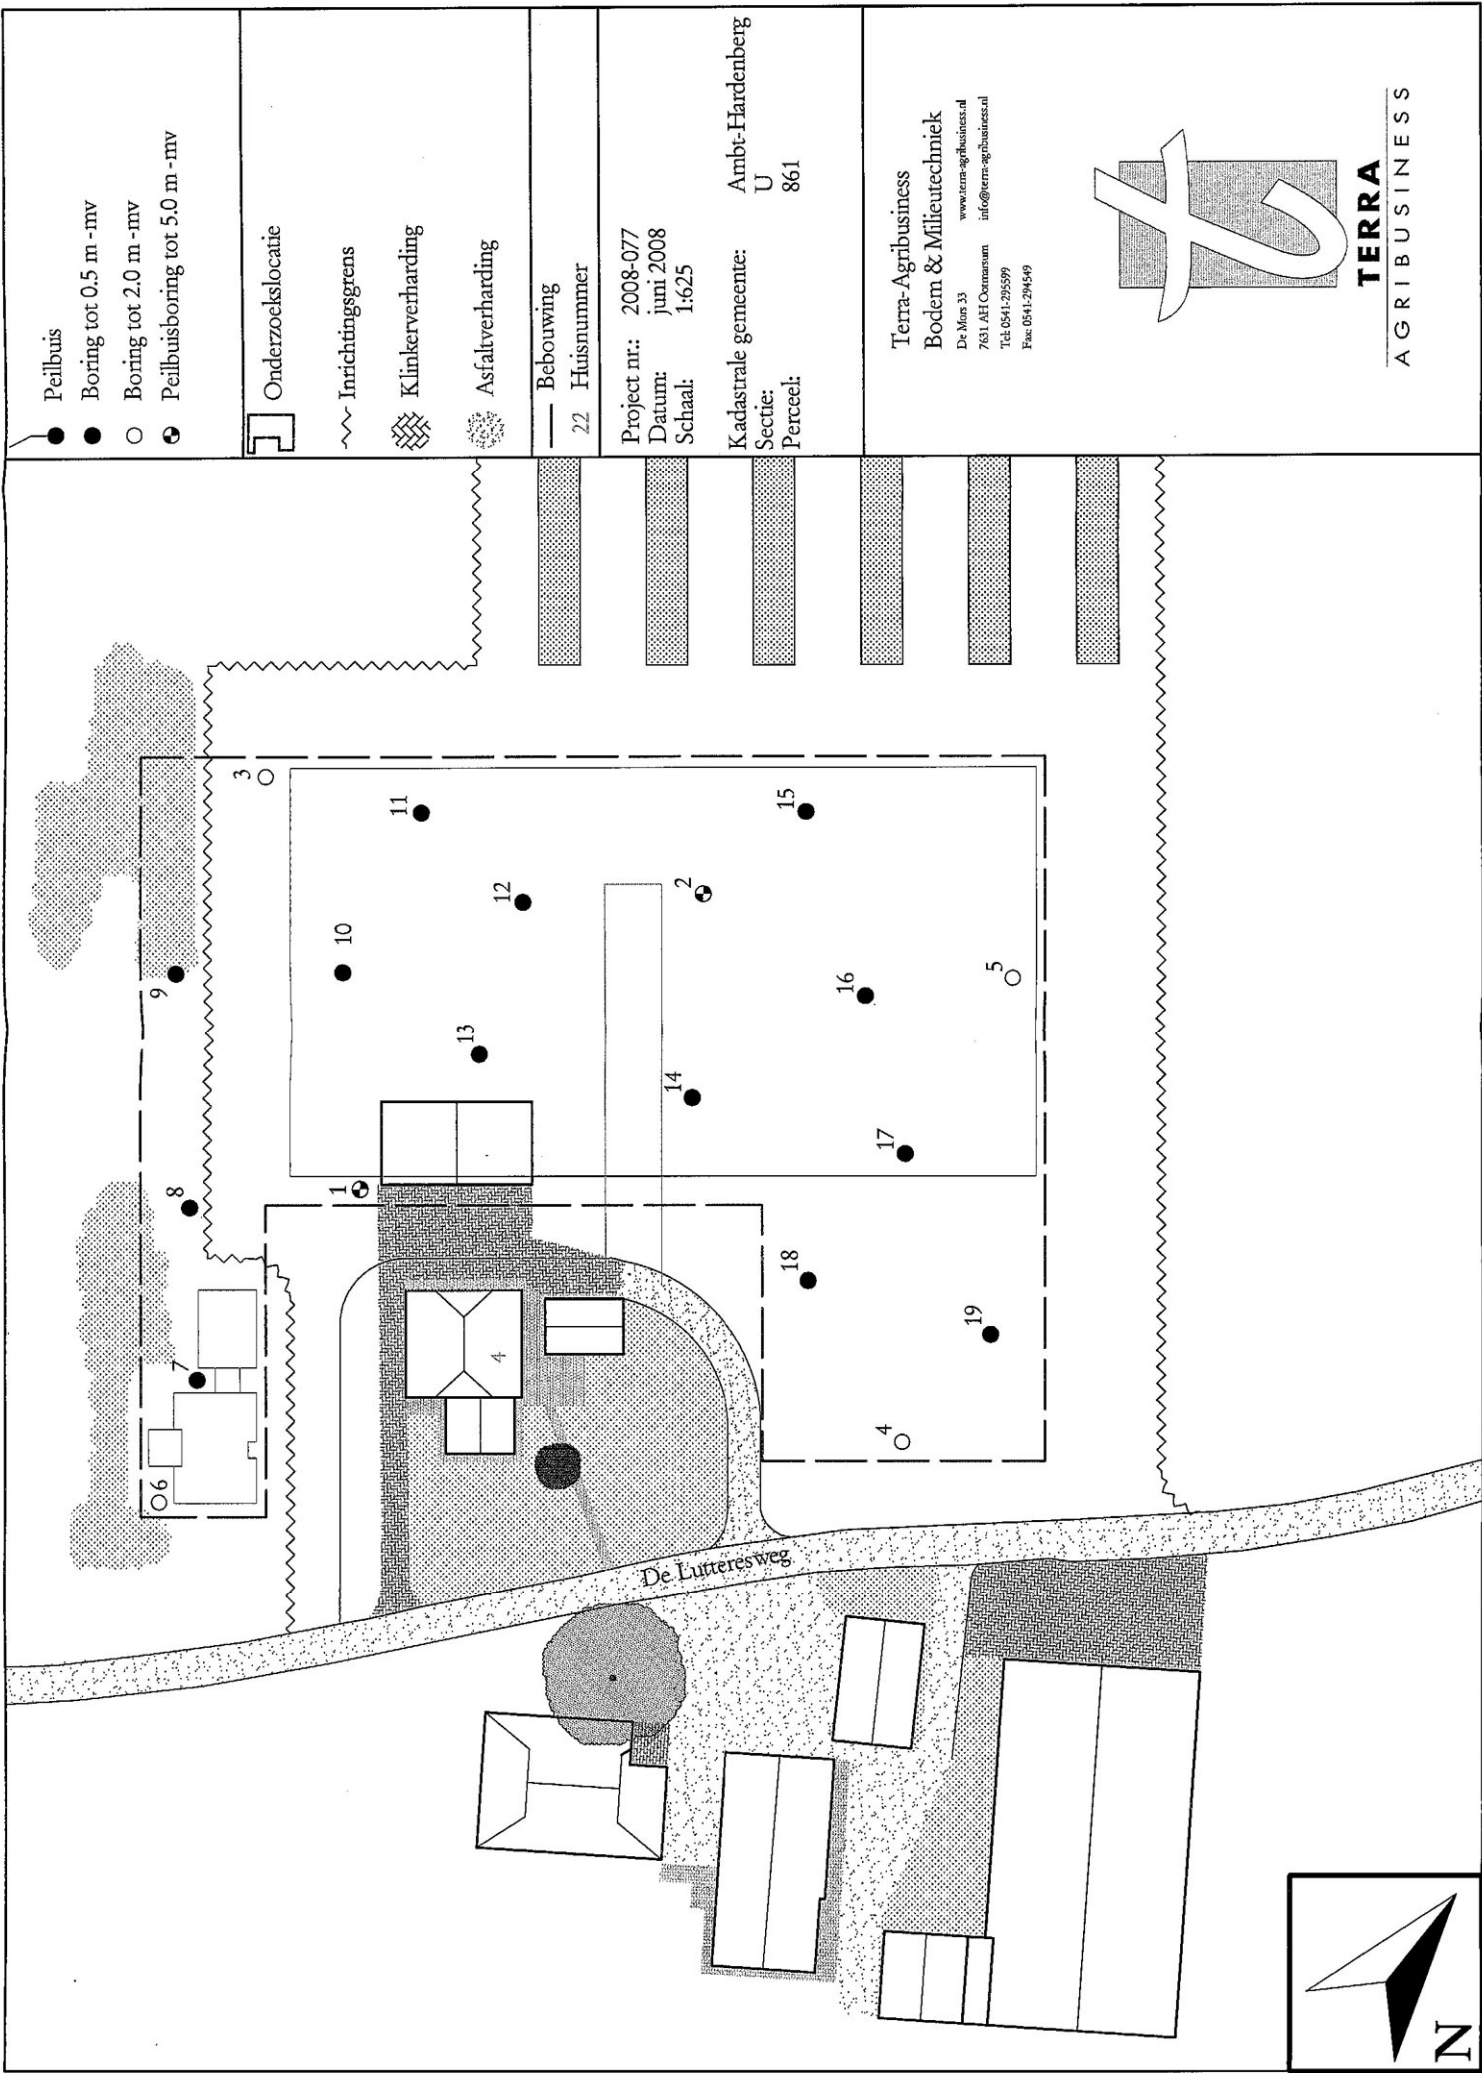 Peilbuis
Boring tot 0.5 m -mv
Boring tot 2.0 m -mv
Peilbuisboring tot 5.0 m -mv
Onderzoekslocatie
Inrichtingsgrens
Klinkerverharding
Asfaltverharding
Bebouwing
22 Huisnummer
Project nr.: 2008-077
Datum: juni 2008
Schaal: 1:625
Kadastrale gemeente: Ambt-Hardenberg
Sectie: U
Perceel: 861
Terra-Agribusiness
Bodem & Milieutechniek
De Mors 33 www.terra-agribusiness.nl
7631 AH Ootmarsum info@terra-agribusiness.nl
Tel: 0541-295599
Fax: 0541-294549
t
TERRA
AGRIBUSINESS
3
11
15
12
2
10
9
16
5
13
14
17
8
1
18
19
7
4
4
6
De Lutteresweg
N